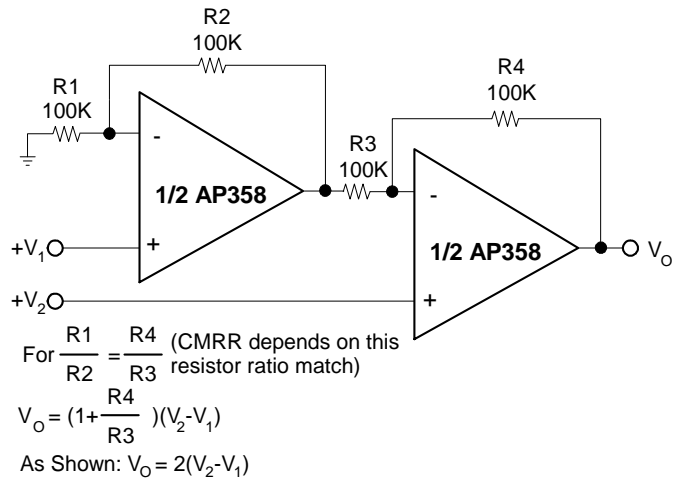 R2
100K
R1
100K
R4
100K
R3
100K
-
1/2 AP358
+
-
1/2 AP358
+
+V1
+V2
VO
For R1/R2 = R4/R3 (CMRR depends on this
resistor ratio match)
VO = (1+R4/R3)(V2-V1)
As Shown: VO = 2(V2-V1)